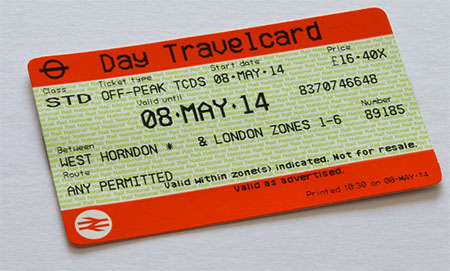 Day Travelcard
Class Ticket type Start date Price
STD OFF-PEAK TCDS 08·MAY·14 £16·40X
Valid until
08·MAY·14 8370746648
Between Number
WEST HORNDON * & LONDON ZONES 1-6 89185
Route
ANY PERMITTED Valid within zone(s) indicated. Not for resale.
Valid as advertised.
Printed 10:30 on 08·MAY·14